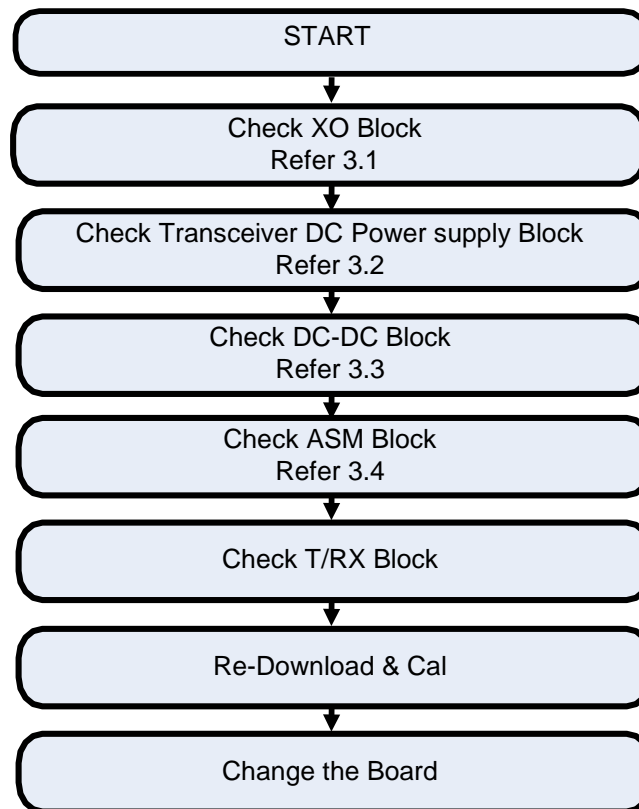 START
Check XO Block
Refer 3.1
Check Transceiver DC Power supply Block
Refer 3.2
Check DC-DC Block
Refer 3.3
Check ASM Block
Refer 3.4
Check T/RX Block
Re-Download & Cal
Change the Board